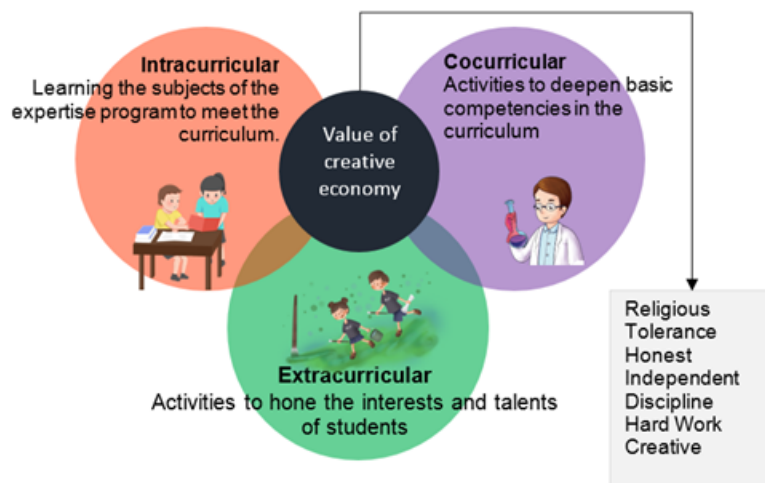 Intracurricular
Learning the subjects of the
expertise program to meet the
curriculum.
Value of
creative
economy
Cocurricular
Activities to deepen basic
competencies in the
curriculum
Extracurricular
Activities to hone the interests and talents
of students
Religious
Tolerance
Honest
Independent
Discipline
Hard Work
Creative